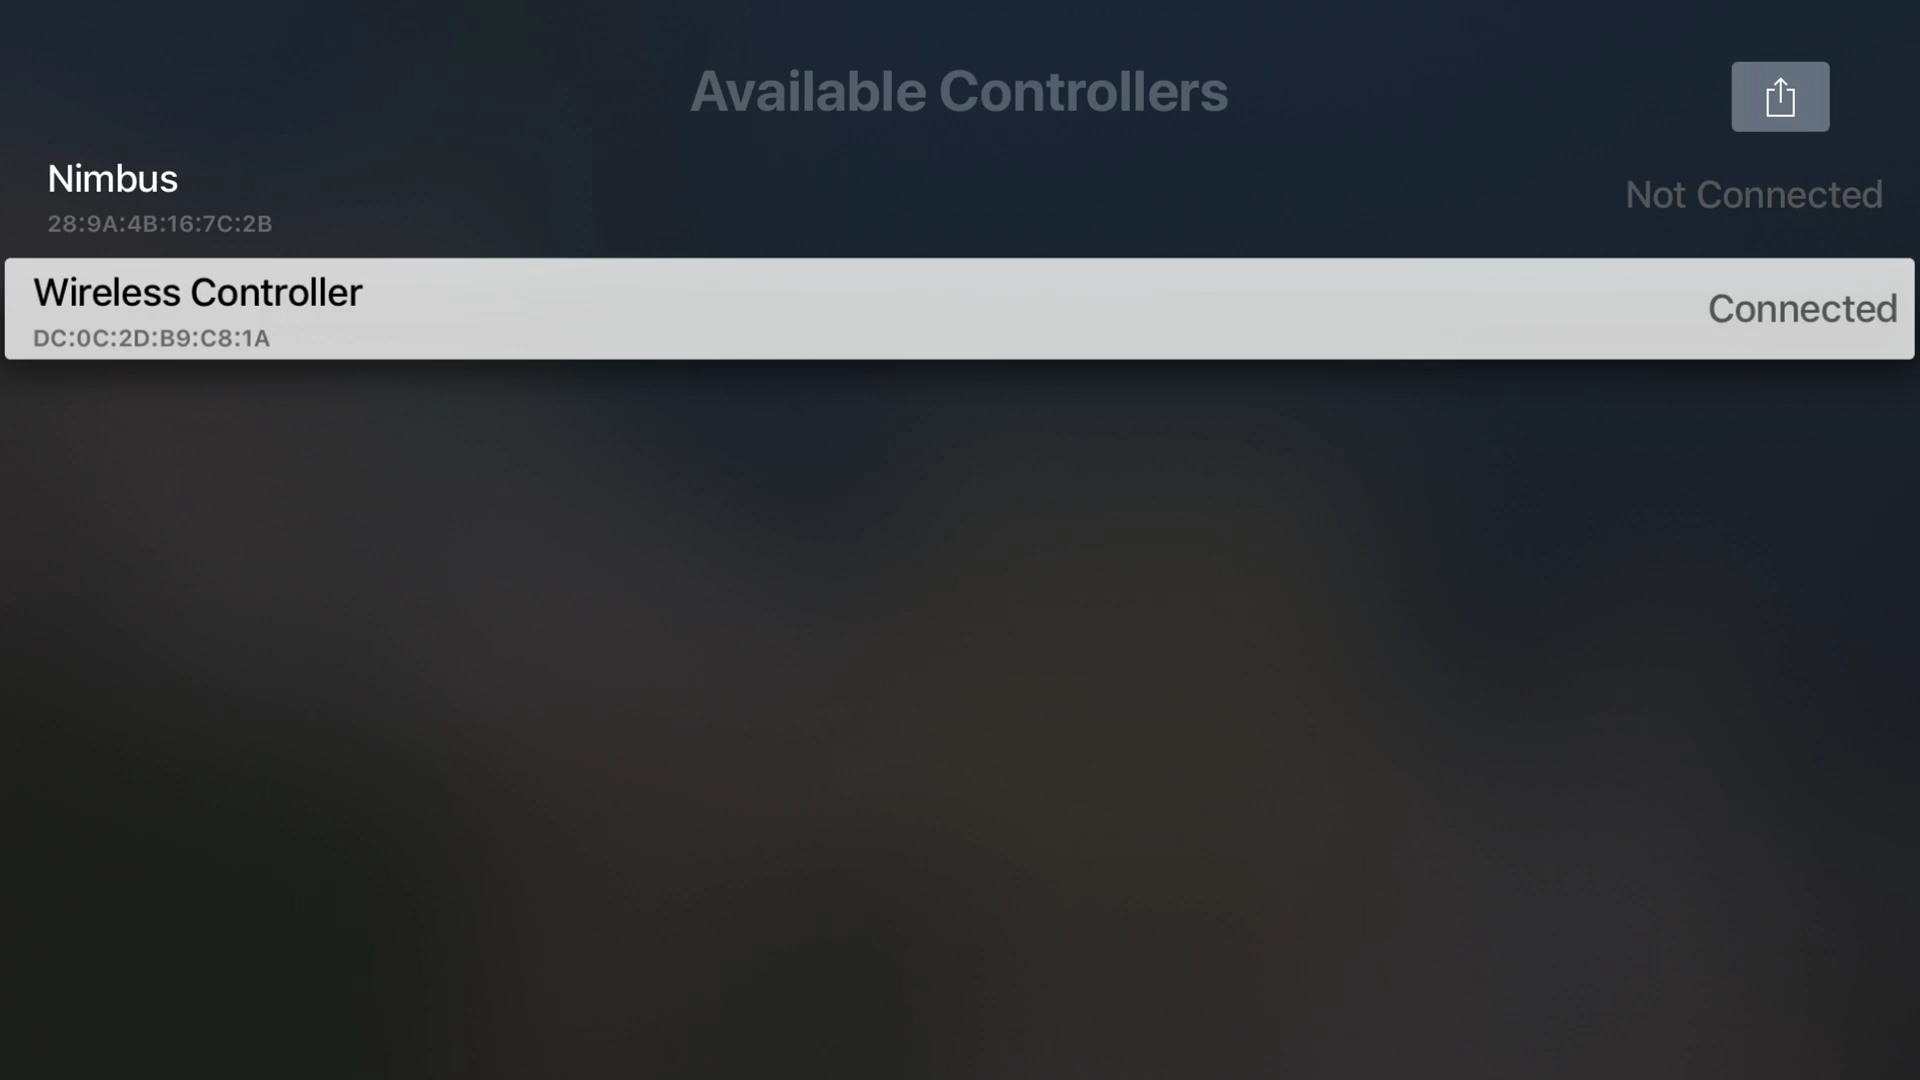 Available Controllers
Nimbus
28:9A:4B:16:7C:2B
Not Connected
Wireless Controller
DC:0C:2D:B9:C8:1A
Connected